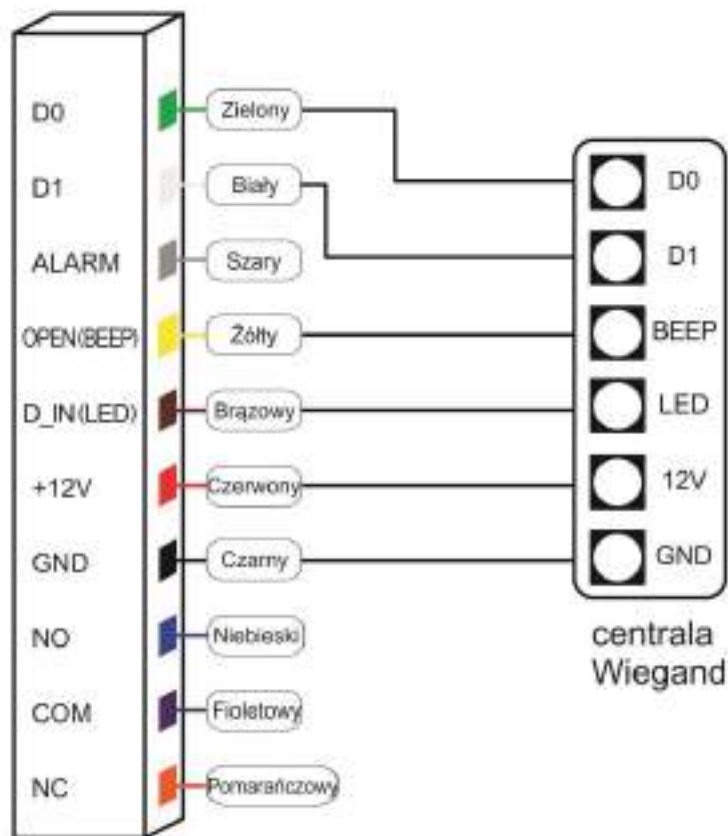 D0
Zielony
D1
Biały
ALARM
Szary
OPEN(BEEP)
Żółty
D_IN(LED)
Brązowy
+12V
Czerwony
GND
Czarny
NO
Niebieski
COM
Fioletowy
NC
Pomarańczowy
D0
D1
BEEP
LED
12V
GND
centrala
Wiegand